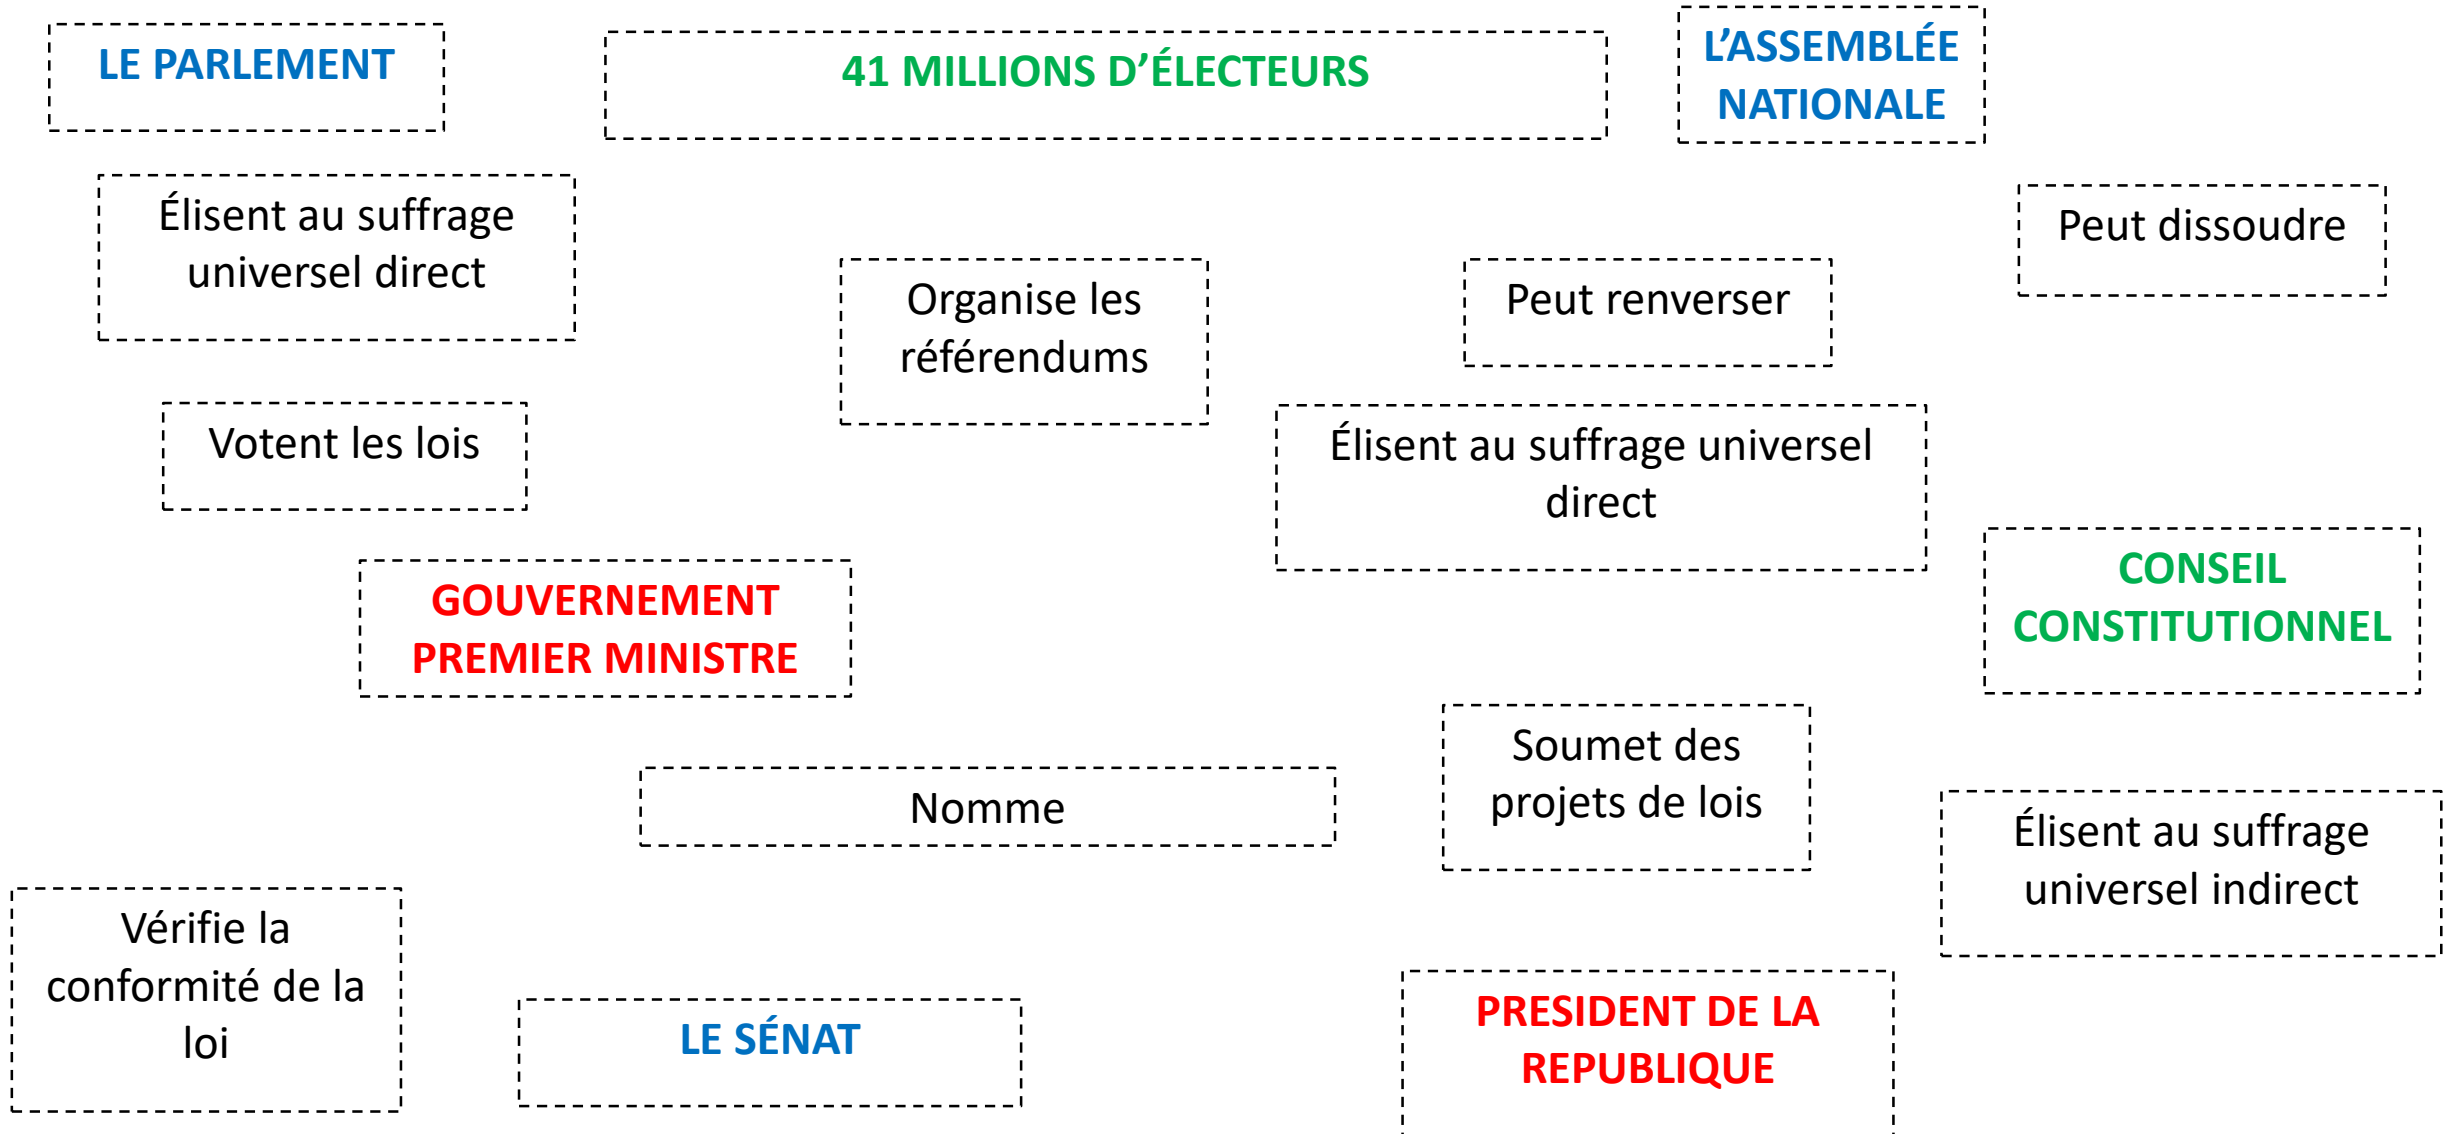 LE PARLEMENT
41 MILLIONS D’ÉLECTEURS
L’ASSEMBLÉE
NATIONALE
Élisent au suffrage
universel direct
Peut dissoudre
Organise les
référendums
Peut renverser
Votent les lois
Élisent au suffrage universel
direct
GOUVERNEMENT
PREMIER MINISTRE
CONSEIL
CONSTITUTIONNEL
Soumet des
projets de lois
Nomme
Élisent au suffrage
universel indirect
Vérifie la
conformité de la
loi
LE SÉNAT
PRESIDENT DE LA
REPUBLIQUE